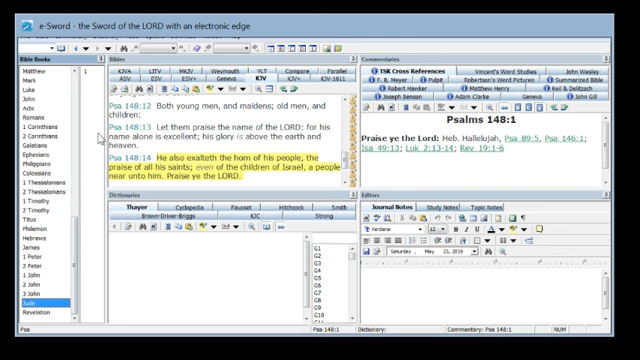 e-Sword - the Sword of the LORD with an electronic edge
Bible Books
Matthew
Mark
Luke
John
Acts
Romans
1 Corinthians
2 Corinthians
Galatians
Ephesians
Philippians
Colossians
1 Thessalonians
2 Thessalonians
1 Timothy
2 Timothy
Titus
Philemon
Hebrews
James
1 Peter
2 Peter
1 John
2 John
3 John
Jude
Revelation
1
Bibles
KJVA LITV MKJV Weymouth YLT Compare Parallel
ASV ESV ESV+ Geneva KJV KJV+ KJV-1611
Psa 148:12 Both young men, and maidens; old men, and
children:
Psa 148:13 Let them praise the name of the LORD: for his
name alone is excellent; his glory is above the earth and
heaven.
Psa 148:14 He also exalteth the horn of his people, the
praise of all his saints; even of the children of Israel, a people
near unto him. Praise ye the LORD.
Dictionaries
Thayer Cyclopedia Fausset Hitchcock Smith
Brown-Driver-Briggs KJC Strong
G1
G2
G3
G4
G5
G6
G7
G8
G9
G10
Commentaries
TSK Cross References Vincent's Word Studies John Wesley
F. B. Meyer Pulpit Robertson's Word Pictures Summarized Bible
Robert Hawker Matthew Henry Keil & Delitzsch
Joseph Benson Adam Clarke Geneva John Gill
Psalms 148:1
Praise ye the Lord: Heb. Hallelujah, Psa 89:5, Psa 146:1;
Isa 49:13; Luk 2:13-14; Rev 19:1-6
Editors
Journal Notes Study Notes Topic Notes
Verdana 12 B I U
Saturday, May 25, 2019
Psa Psa 148:1 Dictionary: Commentary: Psa 148:1 NUM